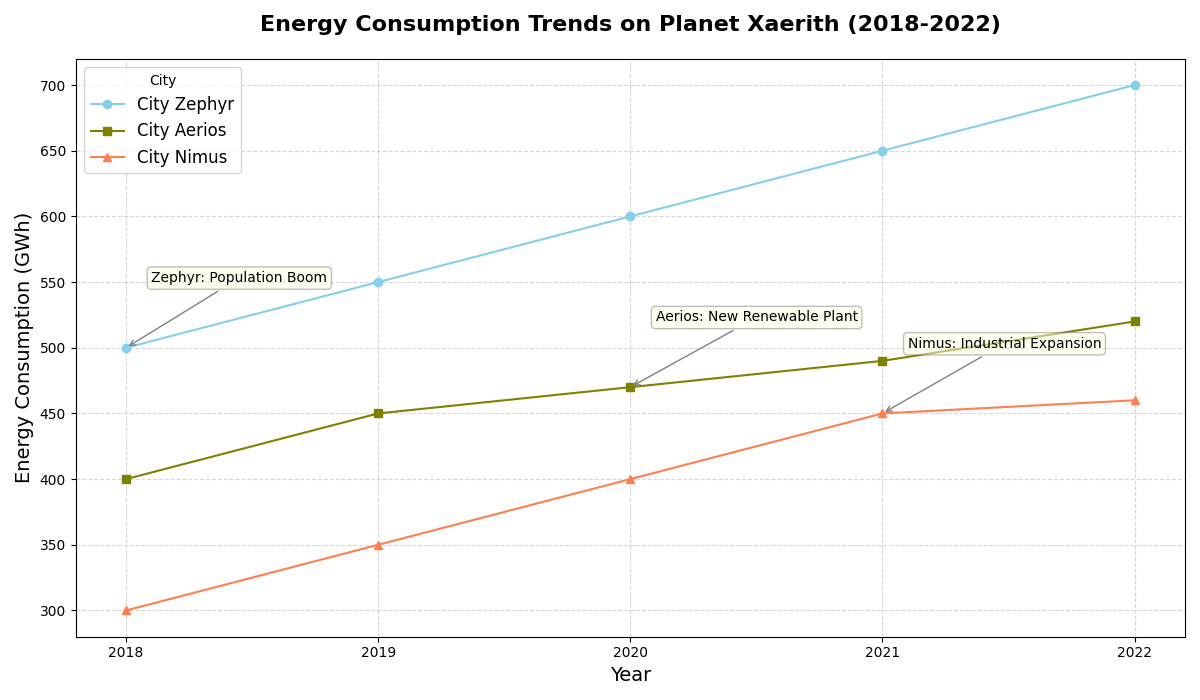 Energy Consumption Trends on Planet Xaerith (2018-2022)
City
City Zephyr
City Aerios
City Nimus
Energy Consumption (GWh)
700
650
600
550
500
450
400
350
300
Zephyr: Population Boom
Aerios: New Renewable Plant
Nimus: Industrial Expansion
2018
2019
2020
2021
2022
Year